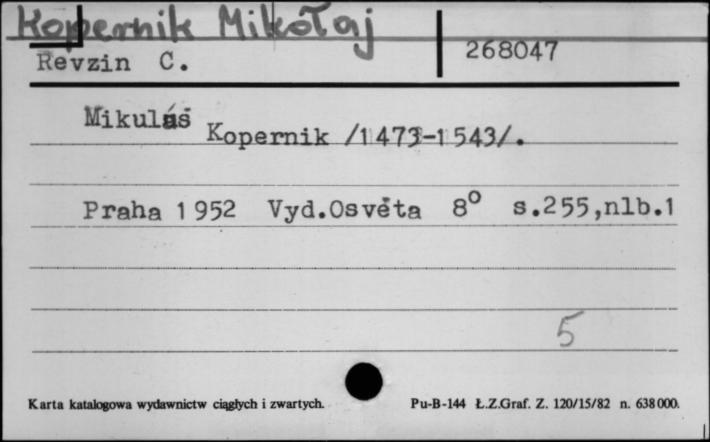 Kopernik Mikołaj
Revzin C. 268047
Mikuláš Kopernik /1473-1543/.
Praha 1952 Vyd.Osvěta 8° s.255,nlb.1
5
Karta katalogowa wydawnictw ciągłych i zwartych. Pu-B-144 Ł.Z.Graf. Z. 120/15/82 n. 638000.